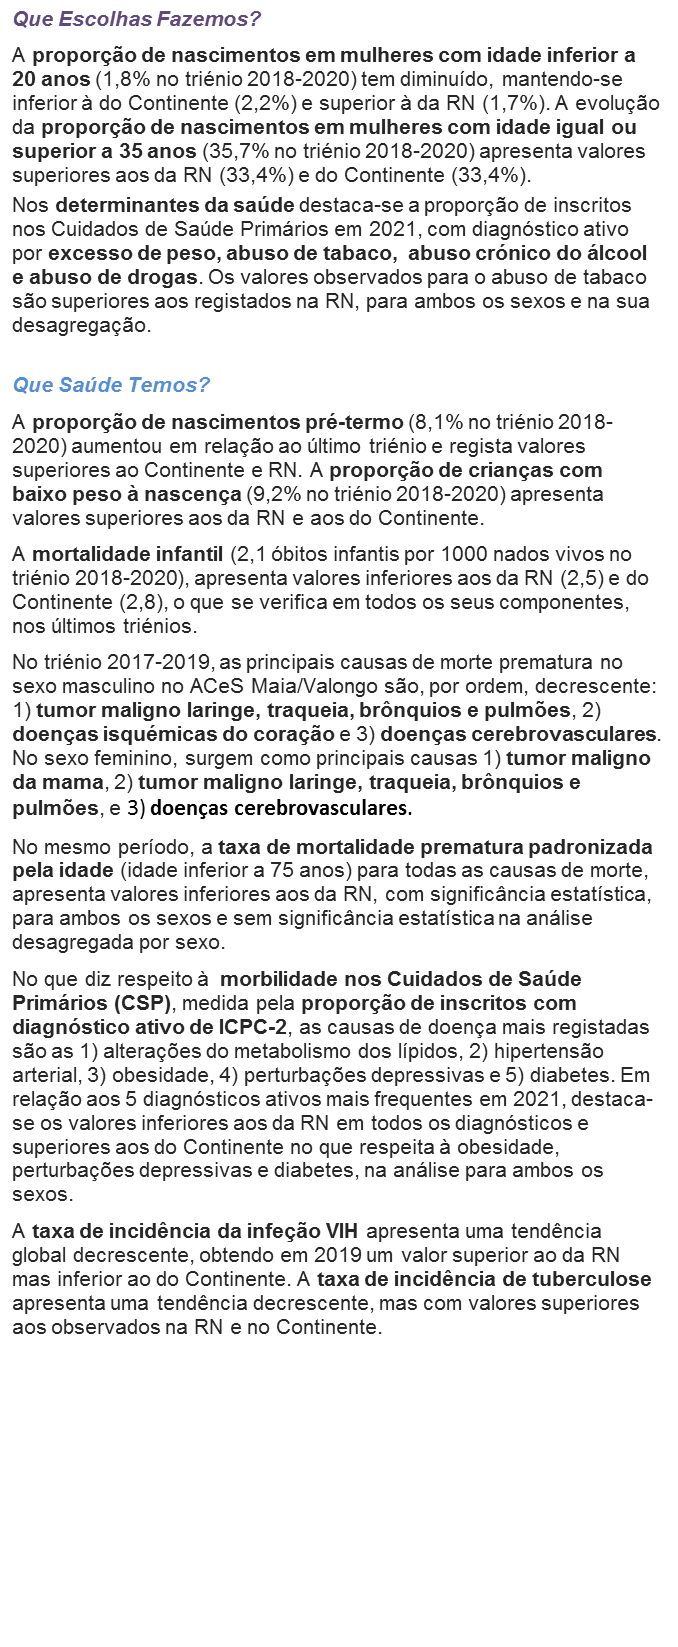 Que Escolhas Fazemos?
A proporção de nascimentos em mulheres com idade inferior a
20 anos (1,8% no triénio 2018-2020) tem diminuído, mantendo-se
inferior à do Continente (2,2%) e superior à da RN (1,7%). A evolução
da proporção de nascimentos em mulheres com idade igual ou
superior a 35 anos (35,7% no triénio 2018-2020) apresenta valores
superiores aos da RN (33,4%) e do Continente (33,4%).
Nos determinantes da saúde destaca-se a proporção de inscritos
nos Cuidados de Saúde Primários em 2021, com diagnóstico ativo
por excesso de peso, abuso de tabaco, abuso crónico do álcool
e abuso de drogas. Os valores observados para o abuso de tabaco
são superiores aos registados na RN, para ambos os sexos e na sua
desagregação.
Que Saúde Temos?
A proporção de nascimentos pré-termo (8,1% no triénio 2018-
2020) aumentou em relação ao último triénio e regista valores
superiores ao Continente e RN. A proporção de crianças com
baixo peso à nascença (9,2% no triénio 2018-2020) apresenta
valores superiores aos da RN e aos do Continente.
A mortalidade infantil (2,1 óbitos infantis por 1000 nados vivos no
triénio 2018-2020), apresenta valores inferiores aos da RN (2,5) e do
Continente (2,8), o que se verifica em todos os seus componentes,
nos últimos triénios.
No triénio 2017-2019, as principais causas de morte prematura no
sexo masculino no ACeS Maia/Valongo são, por ordem, decrescente:
1) tumor maligno laringe, traqueia, brônquios e pulmões, 2)
doenças isquémicas do coração e 3) doenças cerebrovasculares.
No sexo feminino, surgem como principais causas 1) tumor maligno
da mama, 2) tumor maligno laringe, traqueia, brônquios e
pulmões, e 3) doenças cerebrovasculares.
No mesmo período, a taxa de mortalidade prematura padronizada
pela idade (idade inferior a 75 anos) para todas as causas de morte,
apresenta valores inferiores aos da RN, com significância estatística,
para ambos os sexos e sem significância estatística na análise
desagregada por sexo.
No que diz respeito à morbilidade nos Cuidados de Saúde
Primários (CSP), medida pela proporção de inscritos com
diagnóstico ativo de ICPC-2, as causas de doença mais registadas
são as 1) alterações do metabolismo dos lípidos, 2) hipertensão
arterial, 3) obesidade, 4) perturbações depressivas e 5) diabetes. Em
relação aos 5 diagnósticos ativos mais frequentes em 2021, destaca-
se os valores inferiores aos da RN em todos os diagnósticos e
superiores aos do Continente no que respeita à obesidade,
perturbações depressivas e diabetes, na análise para ambos os
sexos.
A taxa de incidência da infeção VIH apresenta uma tendência
global decrescente, obtendo em 2019 um valor superior ao da RN
mas inferior ao do Continente. A taxa de incidência de tuberculose
apresenta uma tendência decrescente, mas com valores superiores
aos observados na RN e no Continente.